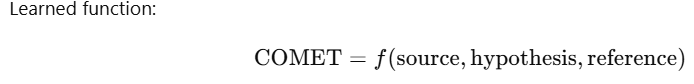 Learned function:
COMET = f(source, hypothesis, reference)